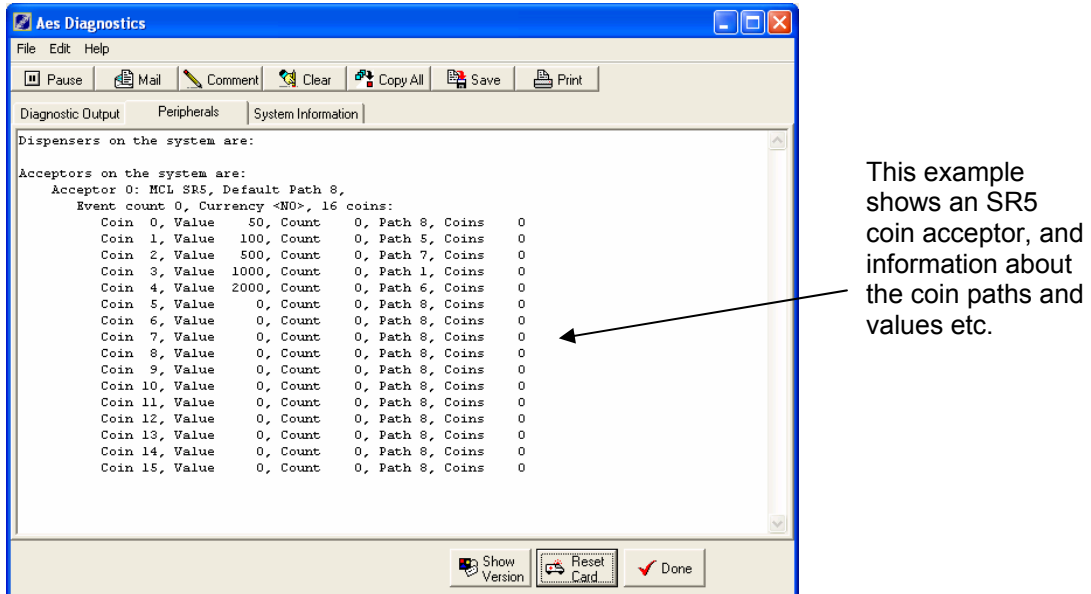 Aes Diagnostics
File Edit Help
Pause Mail Comment Clear Copy All Save Print
Diagnostic Output Peripherals System Information
Dispensers on the system are:
Acceptors on the system are:
Acceptor 0: MCL SR5, Default Path 8,
Event count 0, Currency <NO>, 16 coins:
Coin 0, Value 50, Count 0, Path 8, Coins 0
Coin 1, Value 100, Count 0, Path 5, Coins 0
Coin 2, Value 500, Count 0, Path 7, Coins 0
Coin 3, Value 1000, Count 0, Path 1, Coins 0
Coin 4, Value 2000, Count 0, Path 6, Coins 0
Coin 5, Value 0, Count 0, Path 8, Coins 0
Coin 6, Value 0, Count 0, Path 8, Coins 0
Coin 7, Value 0, Count 0, Path 8, Coins 0
Coin 8, Value 0, Count 0, Path 8, Coins 0
Coin 9, Value 0, Count 0, Path 8, Coins 0
Coin 10, Value 0, Count 0, Path 8, Coins 0
Coin 11, Value 0, Count 0, Path 8, Coins 0
Coin 12, Value 0, Count 0, Path 8, Coins 0
Coin 13, Value 0, Count 0, Path 8, Coins 0
Coin 14, Value 0, Count 0, Path 8, Coins 0
Coin 15, Value 0, Count 0, Path 8, Coins 0
Show Version
Reset Card
Done
This example
shows an SR5
coin acceptor, and
information about
the coin paths and
values etc.